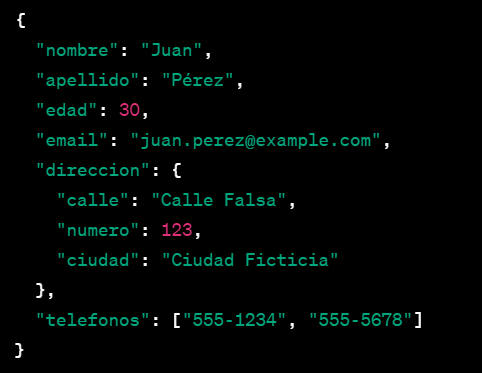 {
  "nombre": "Juan",
  "apellido": "Pérez",
  "edad": 30,
  "email": "juan.perez@example.com",
  "direccion": {
    "calle": "Calle Falsa",
    "numero": 123,
    "ciudad": "Ciudad Ficticia"
  },
  "telefonos": ["555-1234", "555-5678"]
}